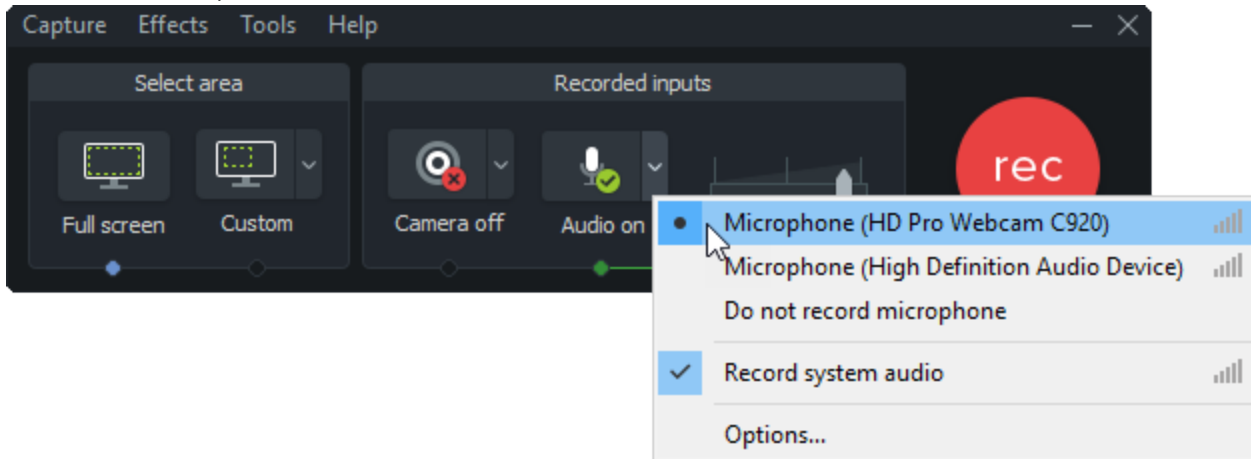 Capture Effects Tools Help
Select area
Recorded inputs
rec
Full screen
Custom
Camera off
Audio on
Microphone (HD Pro Webcam C920)
Microphone (High Definition Audio Device)
Do not record microphone
Record system audio
Options...